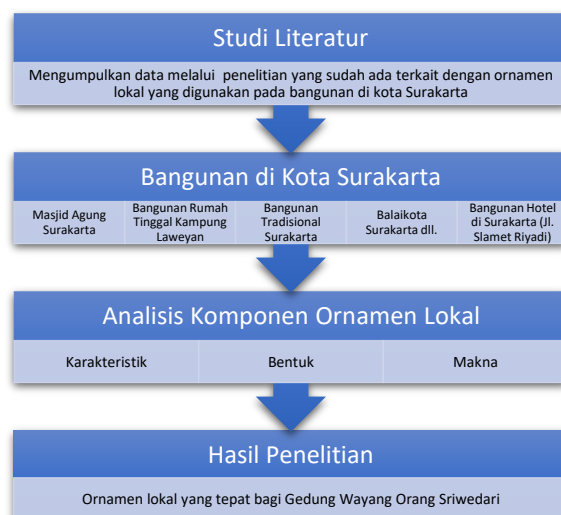 Studi Literatur
Mengumpulkan data melalui penelitian yang sudah ada terkait dengan ornamen
lokal yang digunakan pada bangunan di kota Surakarta
Bangunan di Kota Surakarta
Masjid Agung
Surakarta
Bangunan Rumah
Tinggal Kampung
Laweyan
Bangunan
Tradisional
Surakarta
Balaikota
Surakarta dll.
Bangunan Hotel
di Surakarta (Jl.
Slamet Riyadi)
Analisis Komponen Ornamen Lokal
Karakteristik
Bentuk
Makna
Hasil Penelitian
Ornamen lokal yang tepat bagi Gedung Wayang Orang Sriwedari